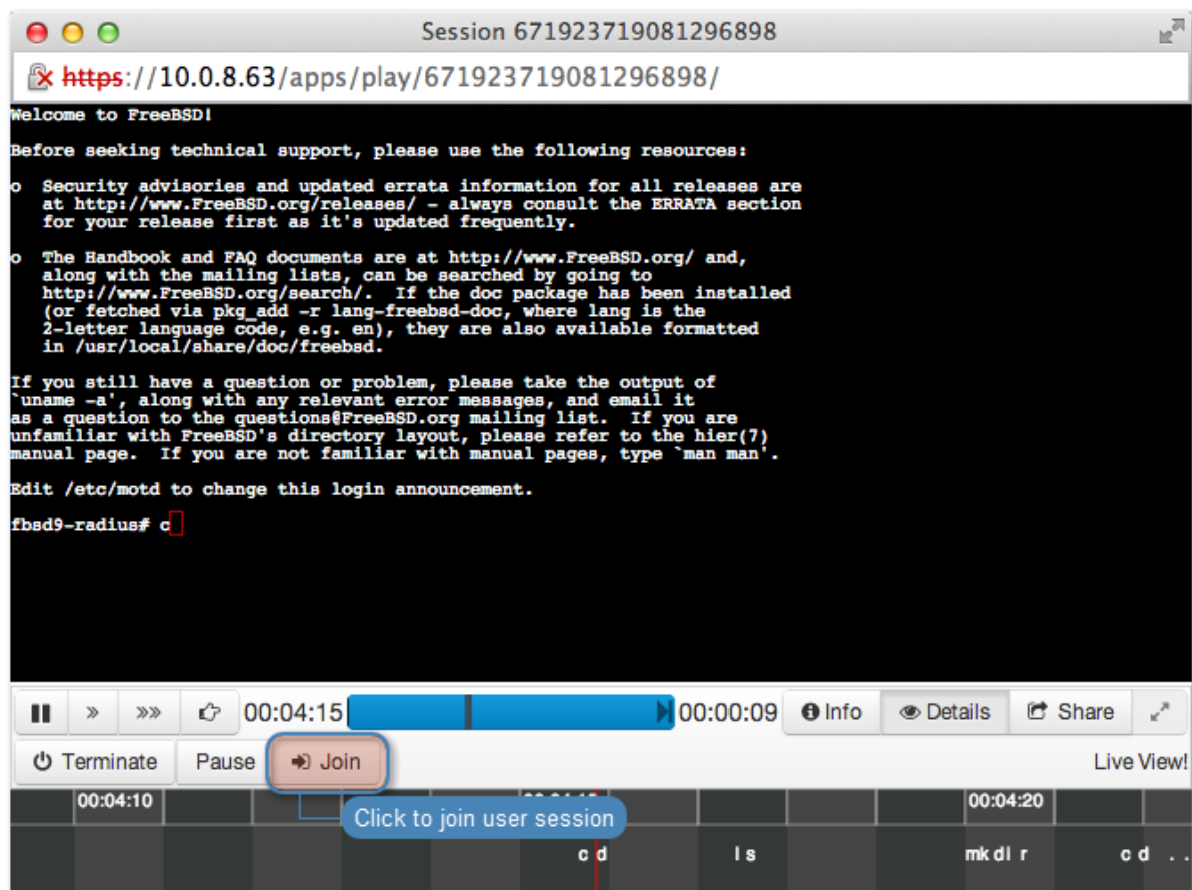 Session 671923719081296898
https://10.0.8.63/apps/play/671923719081296898/
Welcome to FreeBSD!
Before seeking technical support, please use the following resources:
o  Security advisories and updated errata information for all releases are
at http://www.FreeBSD.org/releases/ - always consult the ERRATA section
for your release first as it's updated frequently.
o  The Handbook and FAQ documents are at http://www.FreeBSD.org/ and,
along with the mailing lists, can be searched by going to
http://www.FreeBSD.org/search/.  If the doc package has been installed
(or fetched via pkg_add -r lang-freebsd-doc, where lang is the
2-letter language code, e.g. en), they are also available formatted
in /usr/local/share/doc/freebsd.
If you still have a question or problem, please take the output of
`uname -a', along with any relevant error messages, and email it
as a question to the questions@FreeBSD.org mailing list.  If you are
unfamiliar with FreeBSD's directory layout, please refer to the hier(7)
manual page.  If you are not familiar with manual pages, type `man man'.
Edit /etc/motd to change this login announcement.
fbsd9-radius# c
00:04:15 00:00:09 Info Details Share
Terminate Pause Join Live View!
00:04:10 00:04:20
Click to join user session
cd ls mkdir cd ..